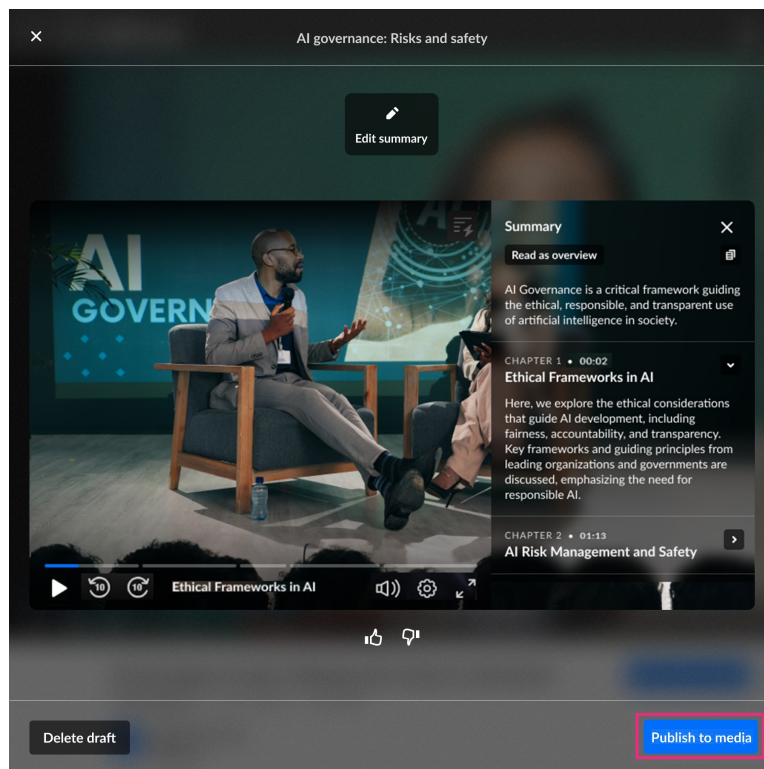 AI governance: Risks and safety
Edit summary
AI
GOVERN
AI
Summary
Read as overview
AI Governance is a critical framework guiding
the ethical, responsible, and transparent use
of artificial intelligence in society.
CHAPTER 1 • 00:02
Ethical Frameworks in AI
Here, we explore the ethical considerations
that guide AI development, including
fairness, accountability, and transparency.
Key frameworks and guiding principles from
leading organizations and governments are
discussed, emphasizing the need for
responsible AI.
CHAPTER 2 • 01:13
AI Risk Management and Safety
10
10
Ethical Frameworks in AI
Delete draft
Publish to media